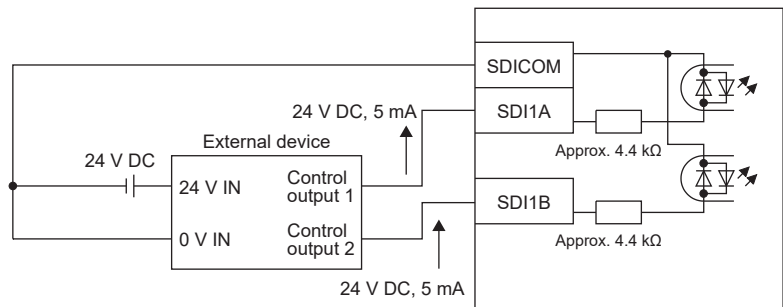 SDICOM
24 V DC, 5 mA
SDI1A
External device
Approx. 4.4 kΩ
24 V DC
24 V IN
Control
output 1
SDI1B
0 V IN
Control
output 2
Approx. 4.4 kΩ
24 V DC, 5 mA